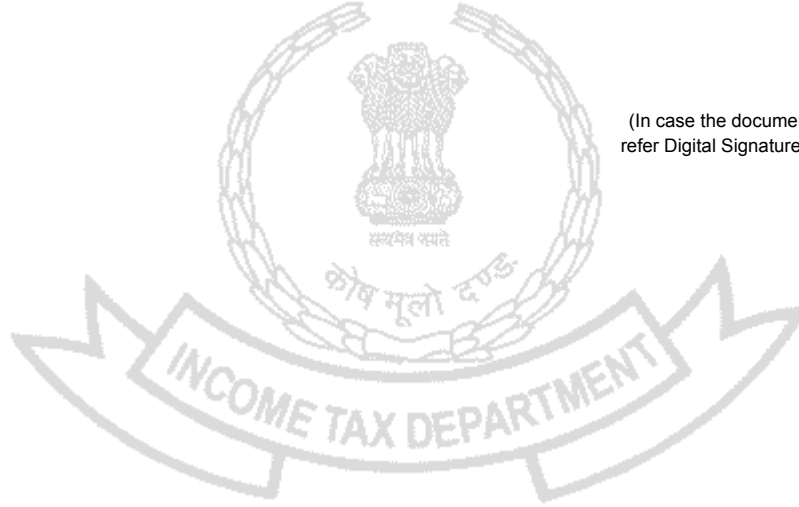 (In case the docume
refer Digital Signature
सत्यमेव जयते
कोष मूलो दण्ड
INCOME TAX DEPARTMENT